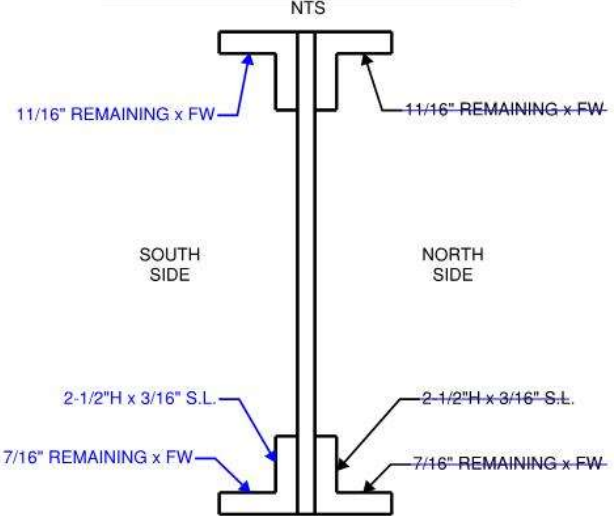 NTS
11/16" REMAINING x FW
11/16" REMAINING x FW
SOUTH
SIDE
NORTH
SIDE
2-1/2"H x 3/16" S.L.
2-1/2"H x 3/16" S.L.
7/16" REMAINING x FW
7/16" REMAINING x FW